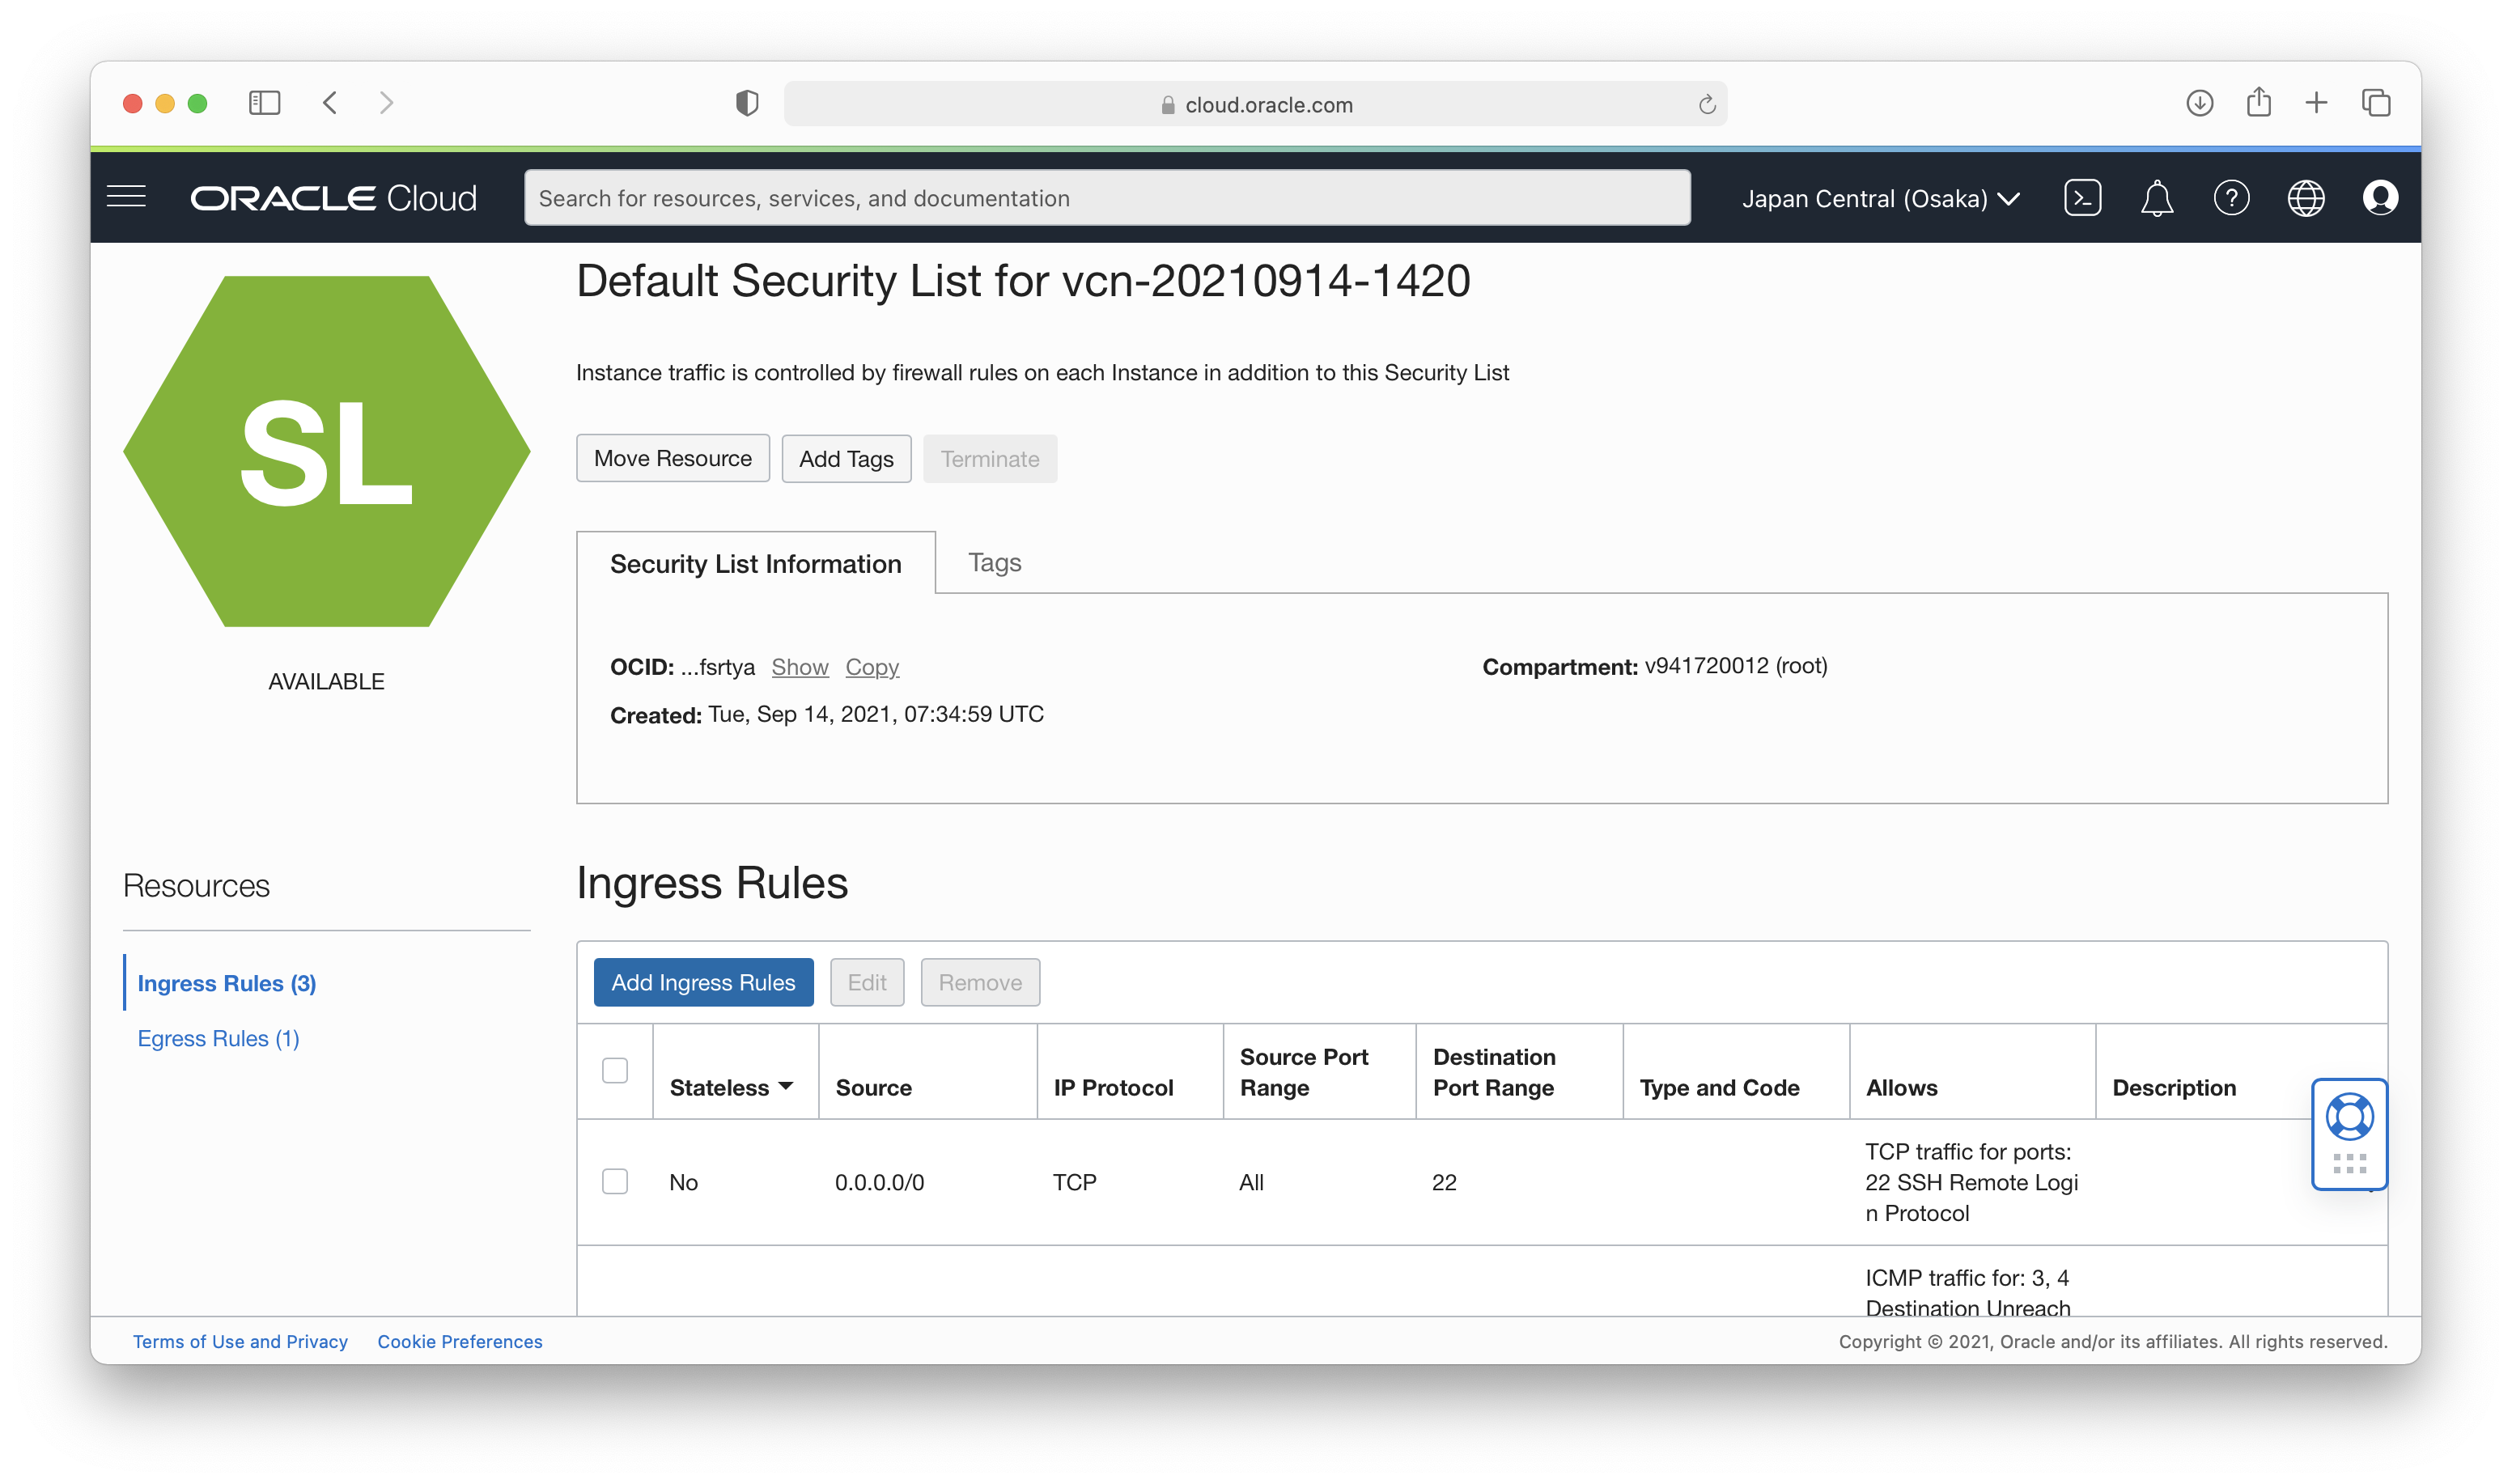 cloud.oracle.com
ORACLE Cloud
Search for resources, services, and documentation
Japan Central (Osaka)
SL
AVAILABLE
Default Security List for vcn-20210914-1420
Instance traffic is controlled by firewall rules on each Instance in addition to this Security List
Move Resource
Add Tags
Terminate
Security List Information
Tags
OCID: ...fsrtya Show Copy
Compartment: v941720012 (root)
Created: Tue, Sep 14, 2021, 07:34:59 UTC
Resources
Ingress Rules (3)
Egress Rules (1)
Ingress Rules
Add Ingress Rules
Edit
Remove
Stateless
Source
IP Protocol
Source Port
Range
Destination
Port Range
Type and Code
Allows
Description
No
0.0.0.0/0
TCP
All
22
TCP traffic for ports:
22 SSH Remote Logi
n Protocol
ICMP traffic for: 3, 4
Destination Unreach
Terms of Use and Privacy
Cookie Preferences
Copyright © 2021, Oracle and/or its affiliates. All rights reserved.